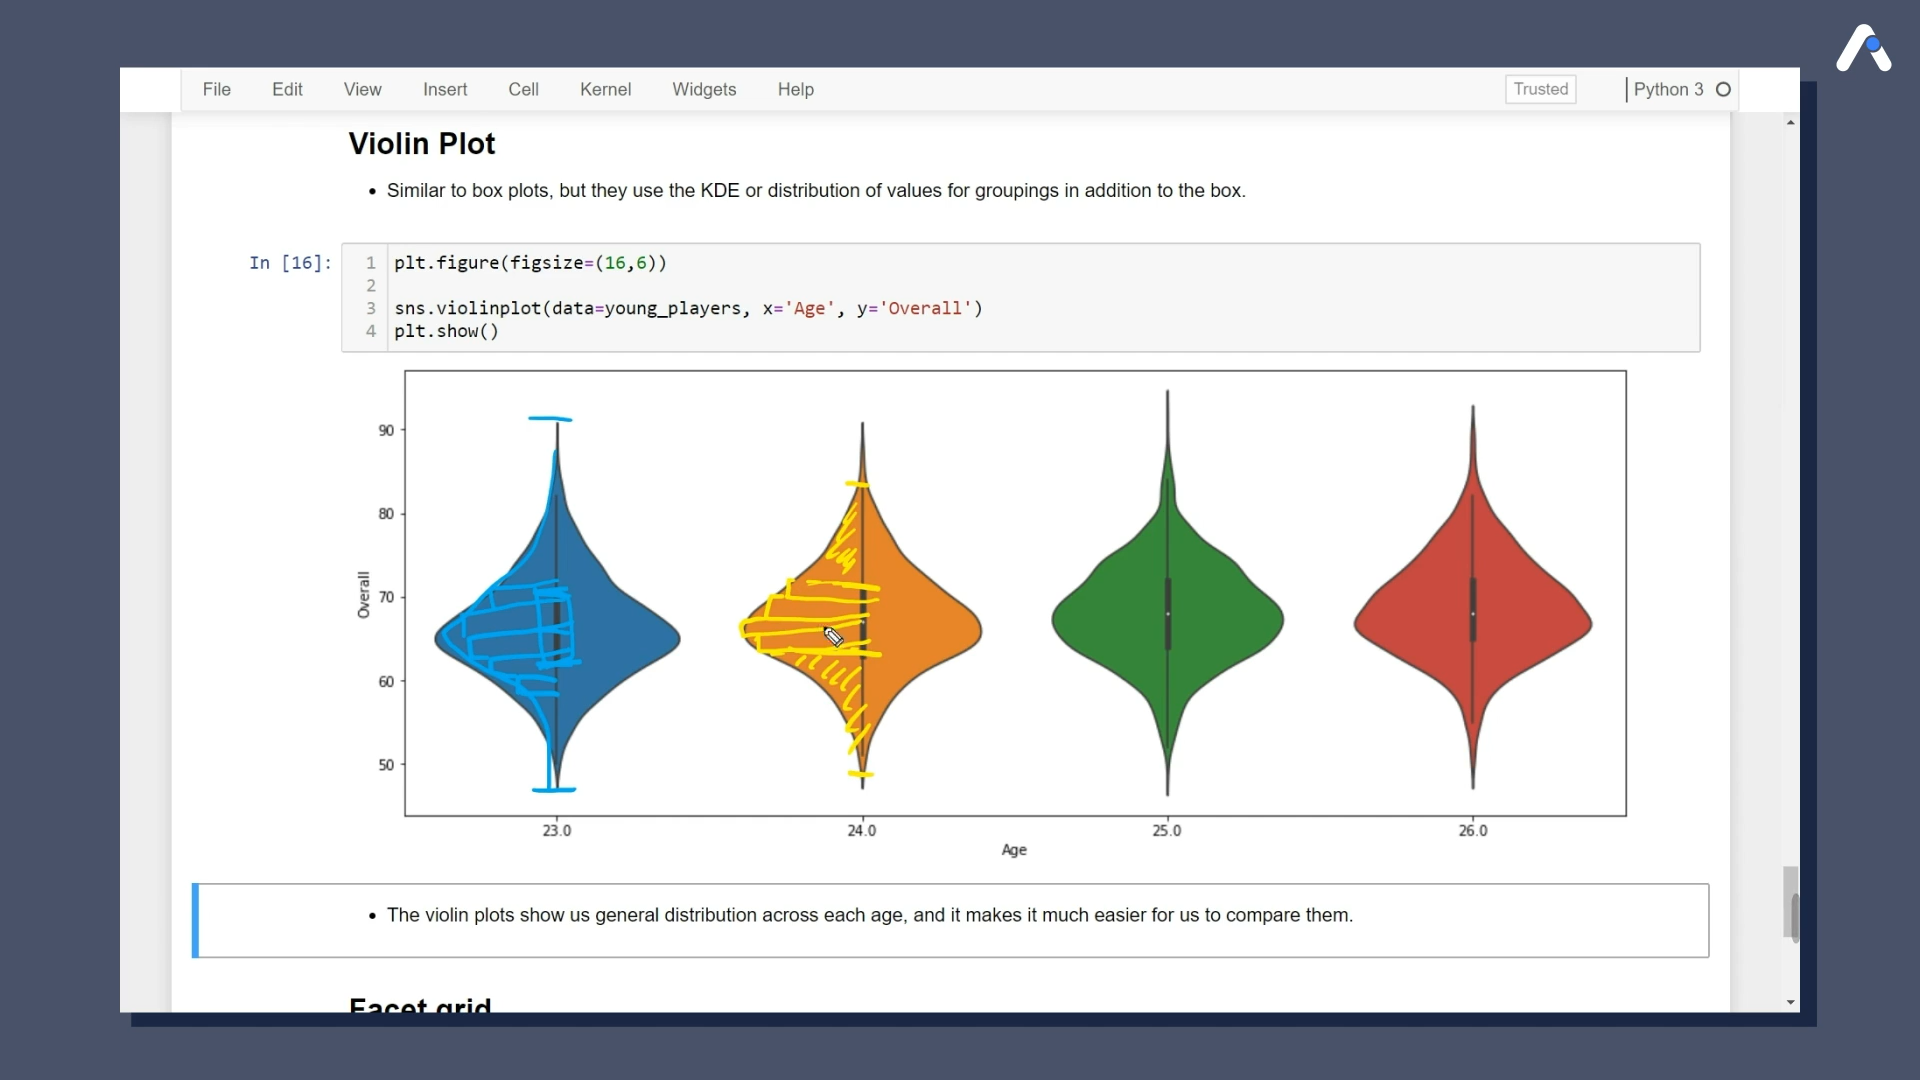 File Edit View Insert Cell Kernel Widgets Help Trusted Python 3
Violin Plot
• Similar to box plots, but they use the KDE or distribution of values for groupings in addition to the box.
In [16]:
1 plt.figure(figsize=(16,6))
2
3 sns.violinplot(data=young_players, x='Age', y='Overall')
4 plt.show()
90
80
70
60
50
Overall
23.0 24.0 25.0 26.0
Age
• The violin plots show us general distribution across each age, and it makes it much easier for us to compare them.
Facet grid